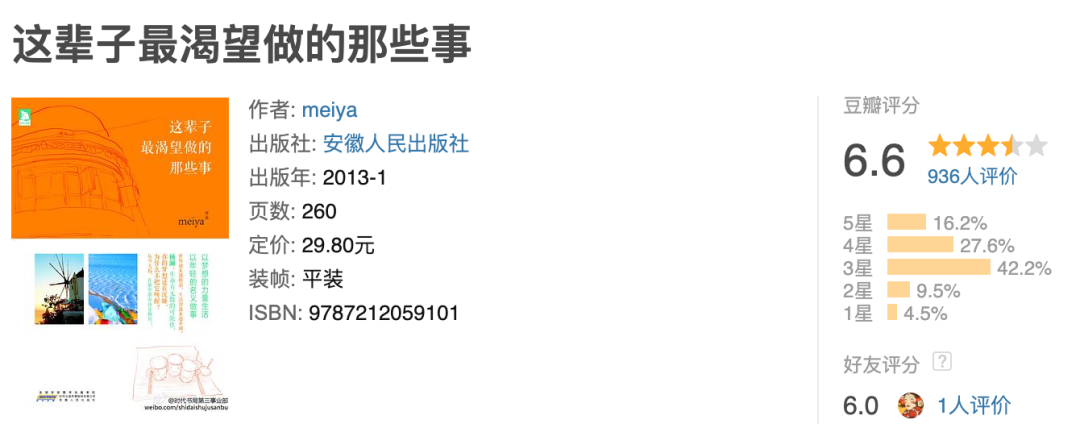 这辈子最渴望做的那些事
这辈子
最渴望做的
那些事
meiya
以梦想的力量生活
以年轻的名义做事
@时代书局第三事业部
weibo.com/shidaishujusanbu
作者: meiya
出版社: 安徽人民出版社
出版年: 2013-1
页数: 260
定价: 29.80元
装帧: 平装
ISBN: 9787212059101
豆瓣评分
6.6
936人评价
5星 16.2%
4星 27.6%
3星 42.2%
2星 9.5%
1星 4.5%
好友评分 ?
6.0 1人评价